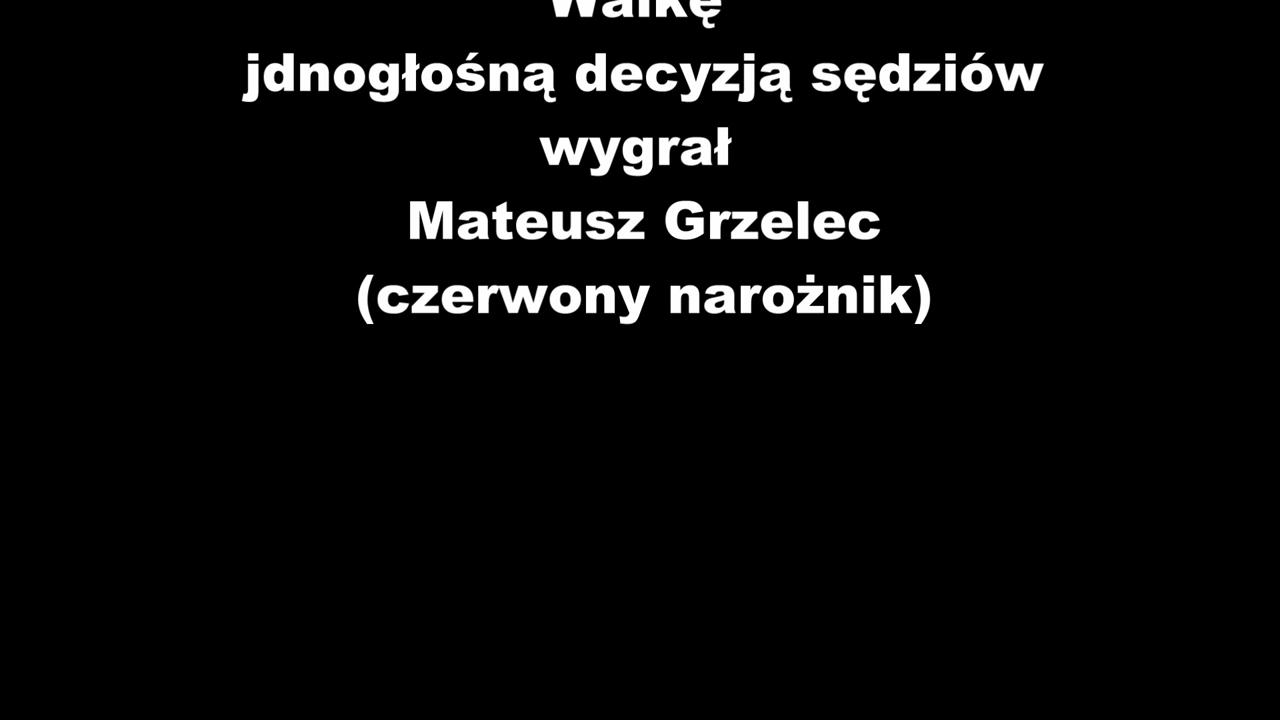 Walkę
jdnogłośną decyzją sędziów
wygrał
Mateusz Grzelec
(czerwony narożnik)